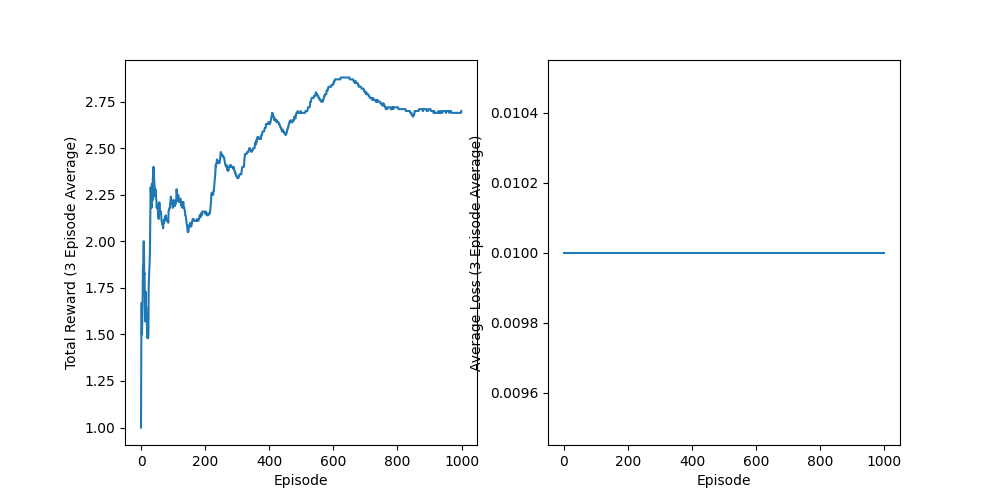 Total Reward (3 Episode Average)
2.75
2.50
2.25
2.00
1.75
1.50
1.25
1.00
0 200 400 600 800 1000
Episode
Average Loss (3 Episode Average)
0.0104
0.0102
0.0100
0.0098
0.0096
0 200 400 600 800 1000
Episode